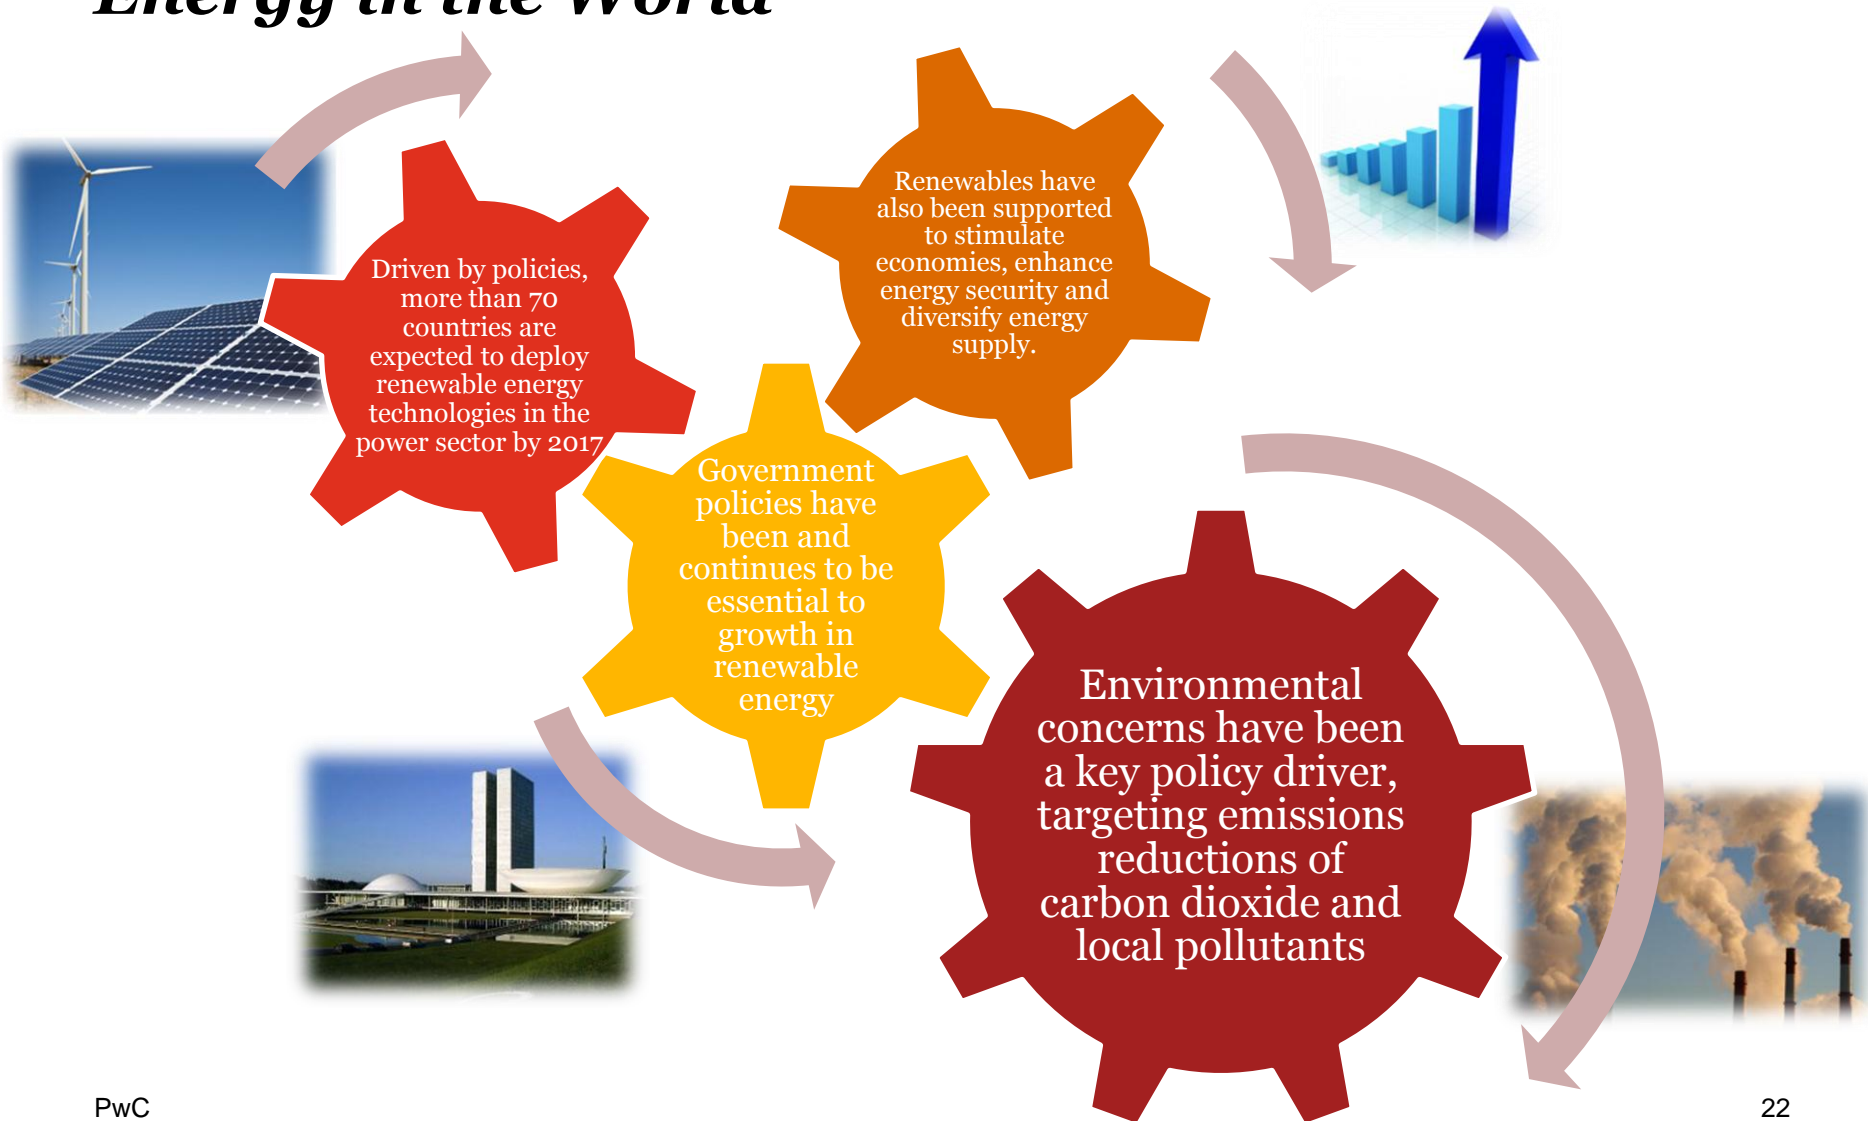 Energy in the World
Driven by policies,
more than 70
countries are
expected to deploy
renewable energy
technologies in the
power sector by 2017
Renewables have
also been supported
to stimulate
economies, enhance
energy security and
diversify energy
supply.
Government
policies have
been and
continues to be
essential to
growth in
renewable
energy
Environmental
concerns have been
a key policy driver,
targeting emissions
reductions of
carbon dioxide and
local pollutants
PwC
22